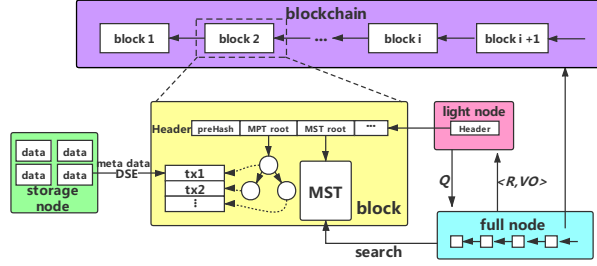 blockchain
block 1
block 2
...
block i
block i +1
Header
preHash
MPT root
MST root
...
light node
Header
data
data
data
data
storage
node
meta data
DSE
tx1
tx2
⋮
MST
block
Q
<R,VO>
full node
search